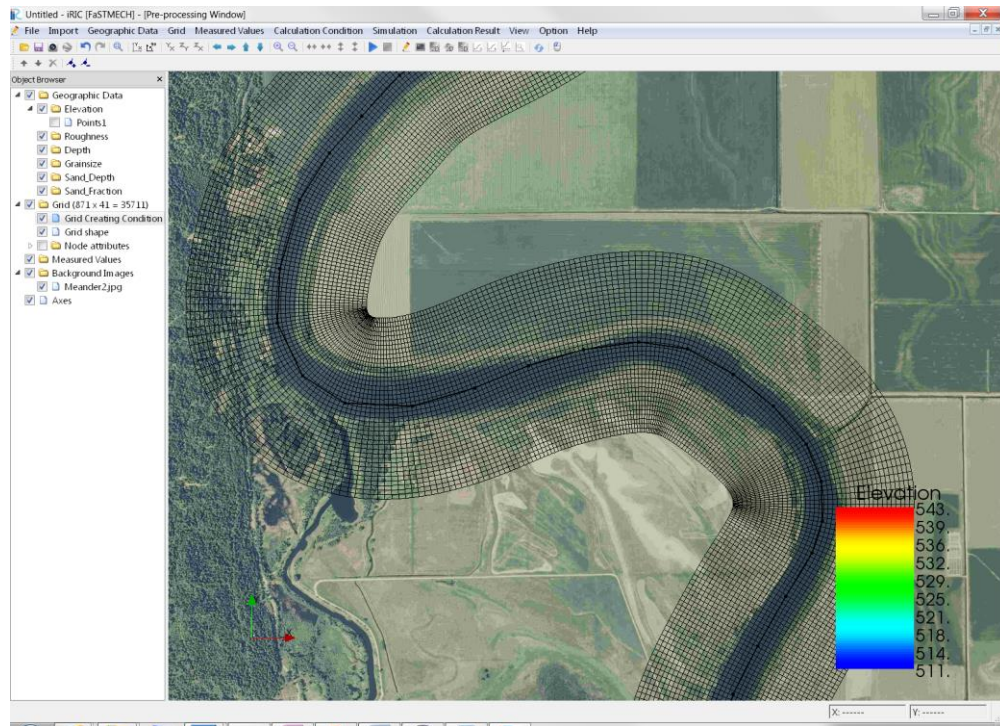 Untitled - iRIC [FaSTMECH] - [Pre-processing Window]
File Import Geographic Data Grid Measured Values Calculation Condition Simulation Calculation Result View Option Help
Object Browser
Geographic Data
Elevation
Points1
Roughness
Depth
Grainsize
Sand_Depth
Sand_Fraction
Grid (871 x 41 = 35711)
Grid Creating Condition
Grid shape
Node attributes
Measured Values
Background Images
Meander2.jpg
Axes
Elevation
543.
539.
536.
532.
529.
525.
521.
518.
514.
511.
X: ------ Y: ------